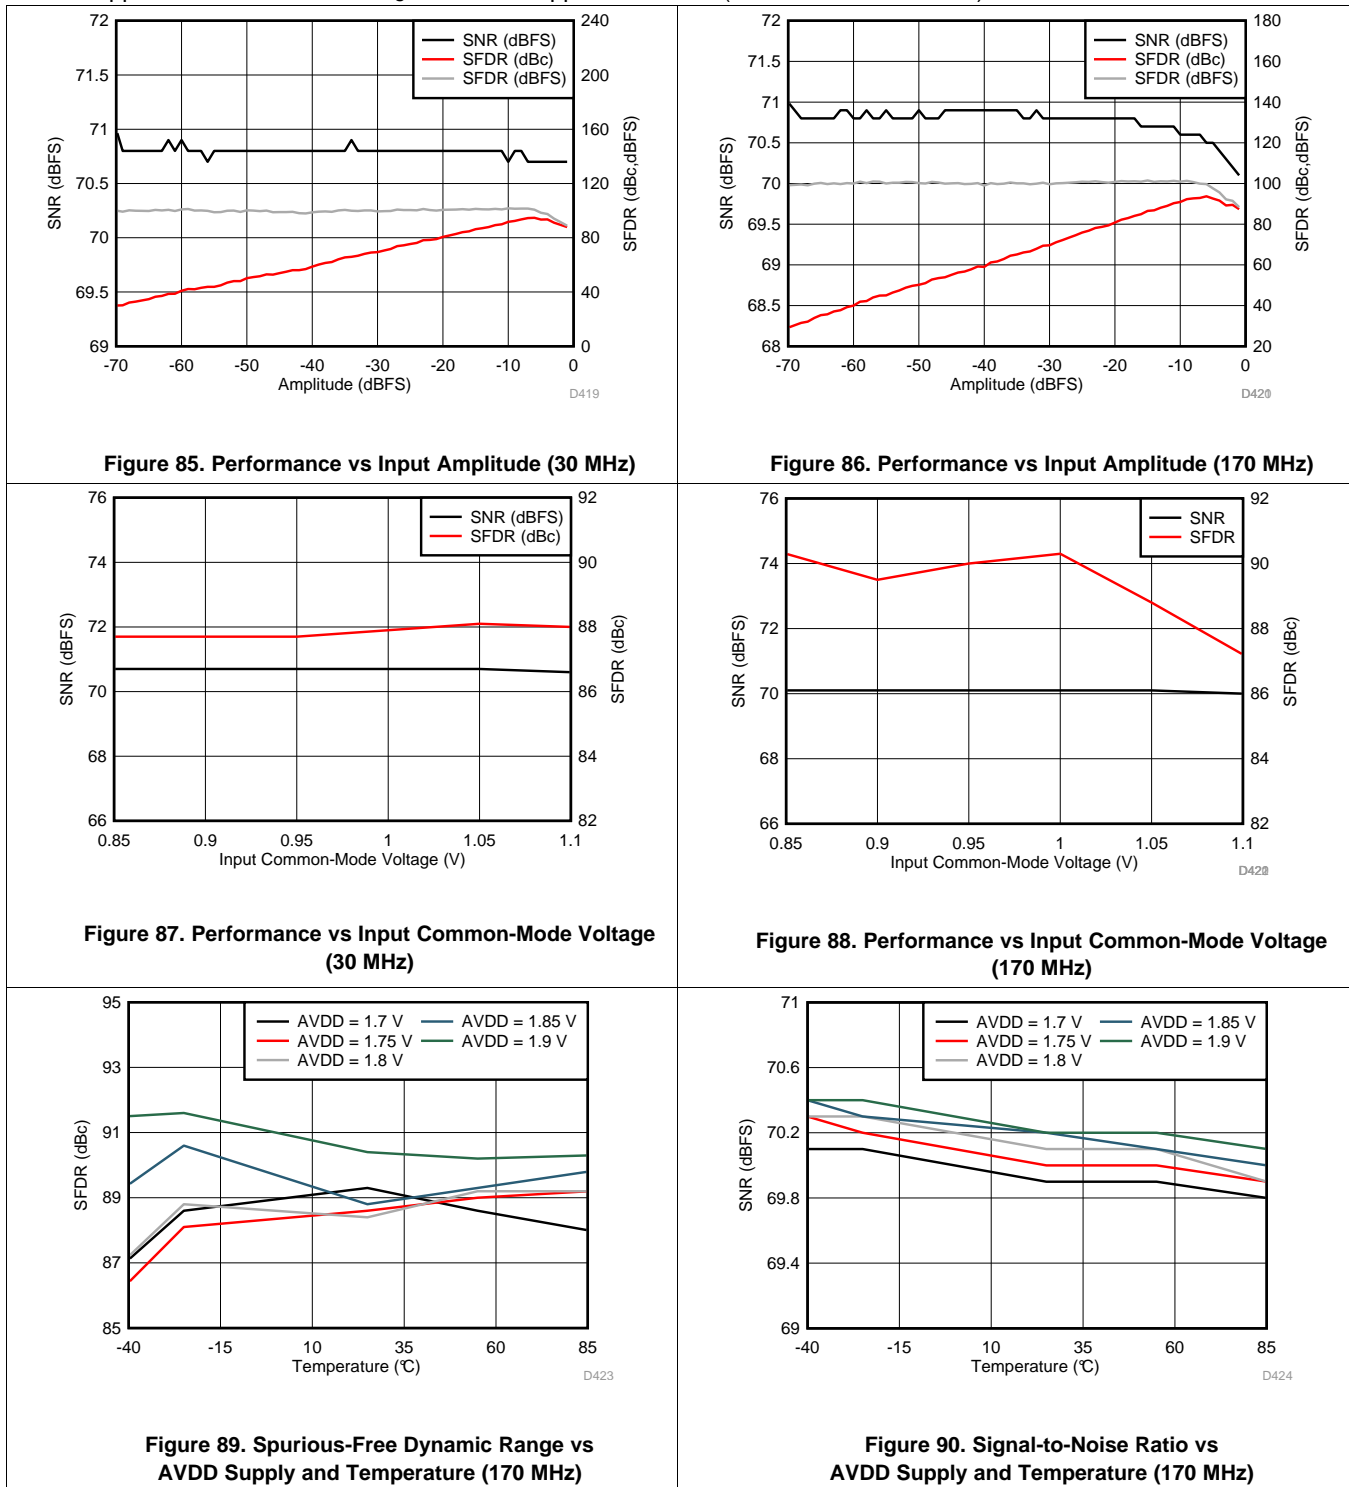 72
71.5
71
70.5
70
69.5
69
240
200
160
120
80
40
0
-70 -60 -50 -40 -30 -20 -10 0
SNR (dBFS)
SFDR (dBc,dBFS)
SNR (dBFS)
SFDR (dBc)
SFDR (dBFS)
Amplitude (dBFS)
D419
Figure 85. Performance vs Input Amplitude (30 MHz)
72
71.5
71
70.5
70
69.5
69
68.5
68
180
160
140
120
100
80
60
40
20
-70 -60 -50 -40 -30 -20 -10 0
SNR (dBFS)
SFDR (dBc,dBFS)
SNR (dBFS)
SFDR (dBc)
SFDR (dBFS)
Amplitude (dBFS)
Figure 86. Performance vs Input Amplitude (170 MHz)
76
74
72
70
68
66
92
90
88
86
84
82
0.85 0.9 0.95 1 1.05 1.1
SNR (dBFS)
SFDR (dBc)
SNR (dBFS)
SFDR (dBc)
Input Common-Mode Voltage (V)
Figure 87. Performance vs Input Common-Mode Voltage
(30 MHz)
76
74
72
70
68
66
92
90
88
86
84
82
0.85 0.9 0.95 1 1.05 1.1
SNR (dBFS)
SFDR (dBc)
SNR
SFDR
Input Common-Mode Voltage (V)
Figure 88. Performance vs Input Common-Mode Voltage
(170 MHz)
95
93
91
89
87
85
-40 -15 10 35 60 85
SFDR (dBc)
AVDD = 1.7 V AVDD = 1.85 V
AVDD = 1.75 V AVDD = 1.9 V
AVDD = 1.8 V
Temperature (°C)
D423
Figure 89. Spurious-Free Dynamic Range vs
AVDD Supply and Temperature (170 MHz)
71
70.6
70.2
69.8
69.4
69
-40 -15 10 35 60 85
SNR (dBFS)
AVDD = 1.7 V AVDD = 1.85 V
AVDD = 1.75 V AVDD = 1.9 V
AVDD = 1.8 V
Temperature (°C)
D424
Figure 90. Signal-to-Noise Ratio vs
AVDD Supply and Temperature (170 MHz)